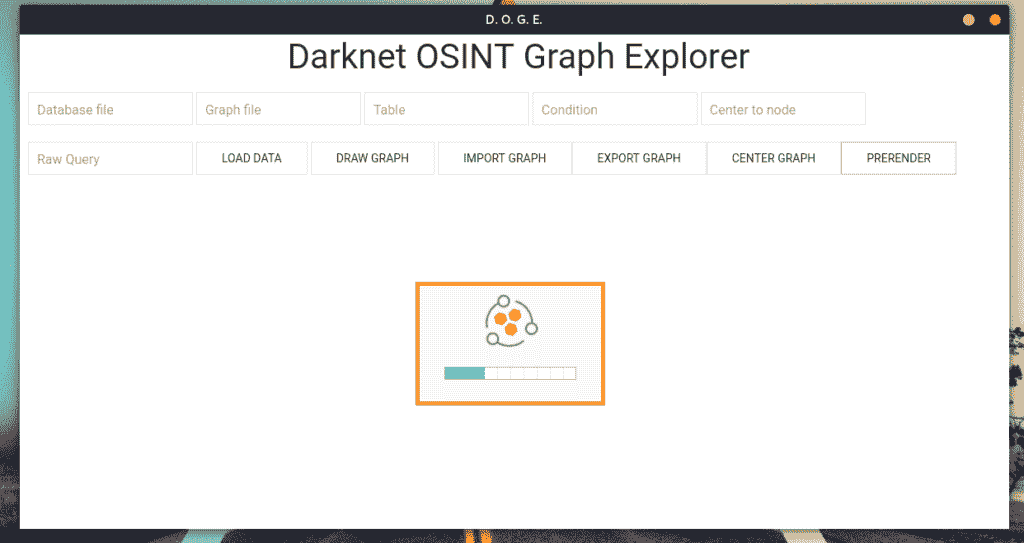 D. O. G. E.
Darknet OSINT Graph Explorer
Database file Graph file Table Condition Center to node
Raw Query LOAD DATA DRAW GRAPH IMPORT GRAPH EXPORT GRAPH CENTER GRAPH PRERENDER